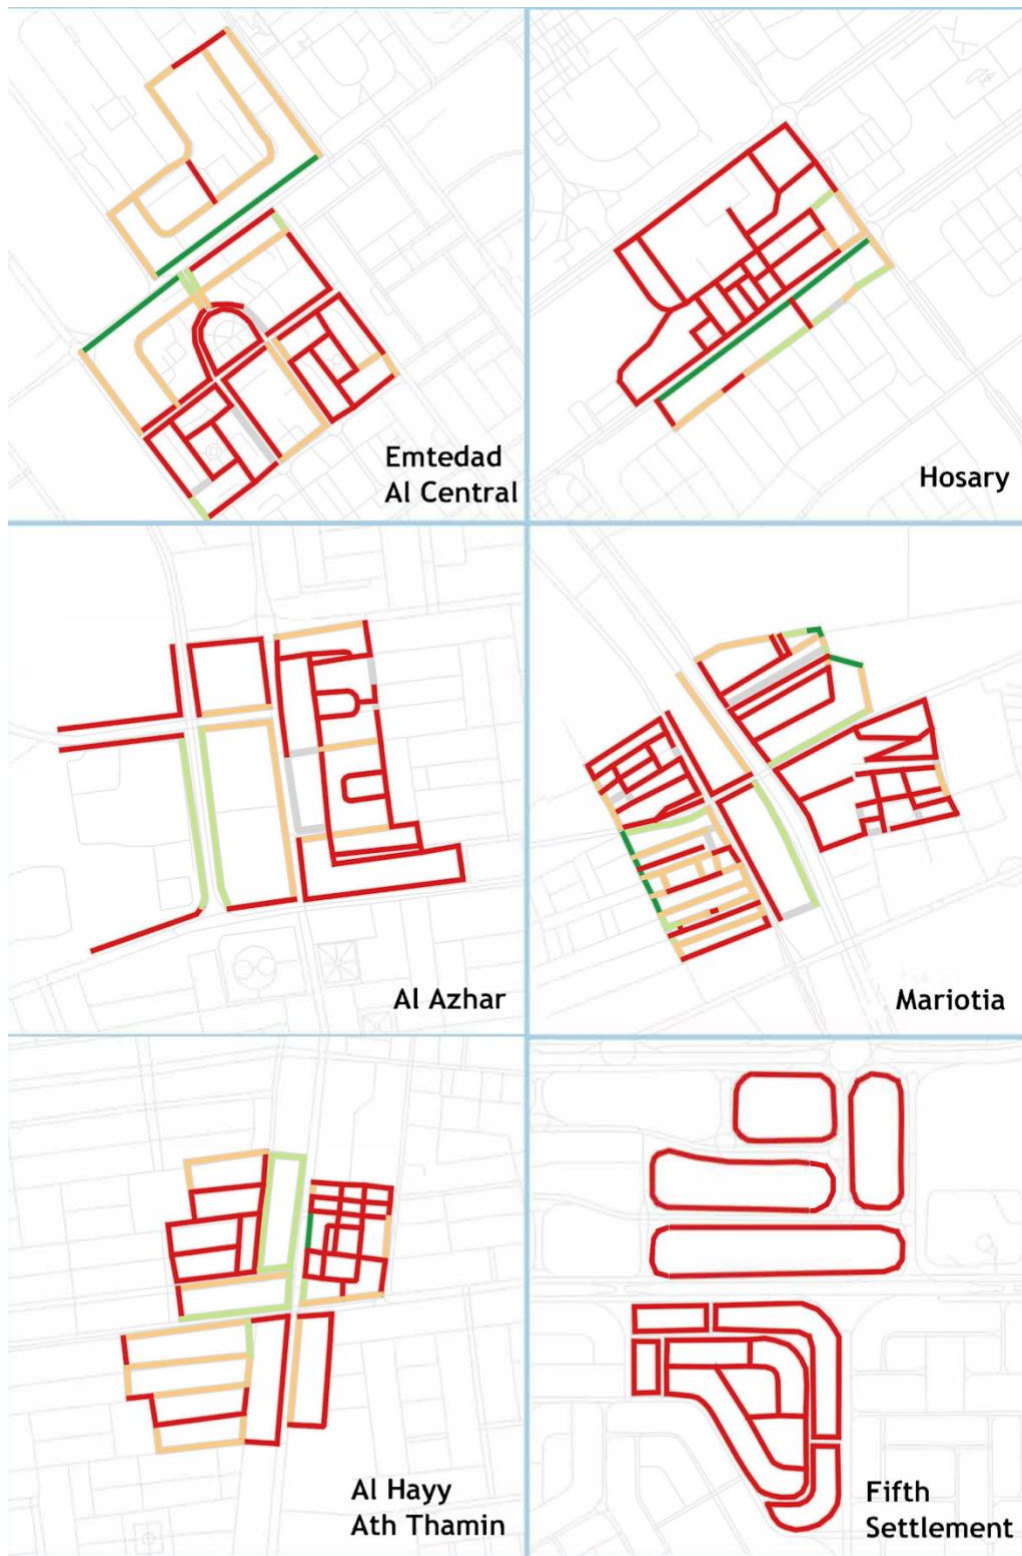 Emtedad
Al Central
Hosary
Al Azhar
Mariotia
Al Hayy
Ath Thamin
Fifth
Settlement